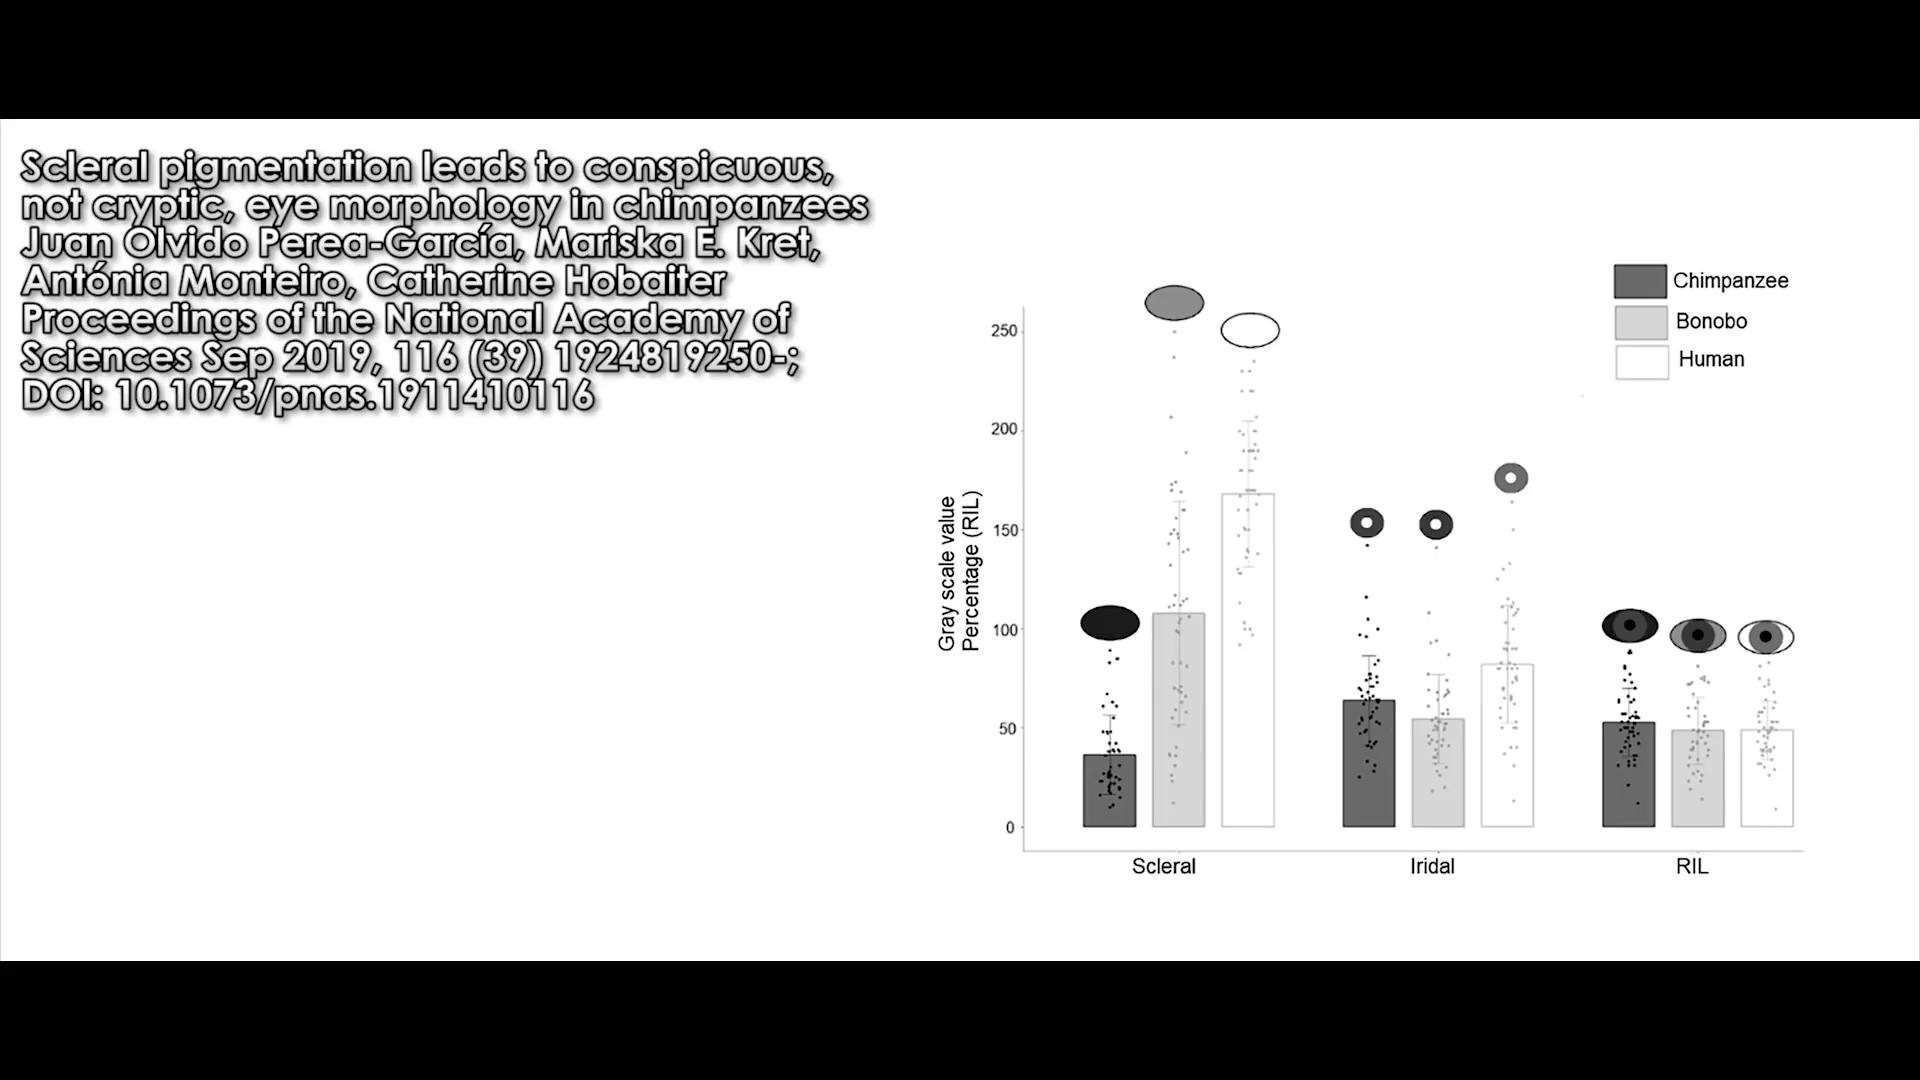 Scleral pigmentation leads to conspicuous,
not cryptic, eye morphology in chimpanzees
Juan Olvido Perea-García, Mariska E. Kret,
Antónia Monteiro, Catherine Hobaiter
Proceedings of the National Academy of
Sciences Sep 2019, 116 (39) 1924819250-;
DOI: 10.1073/pnas.1911410116
Chimpanzee
Bonobo
Human
Gray scale value
Percentage (RIL)
250
200
150
100
50
0
Scleral
Iridal
RIL